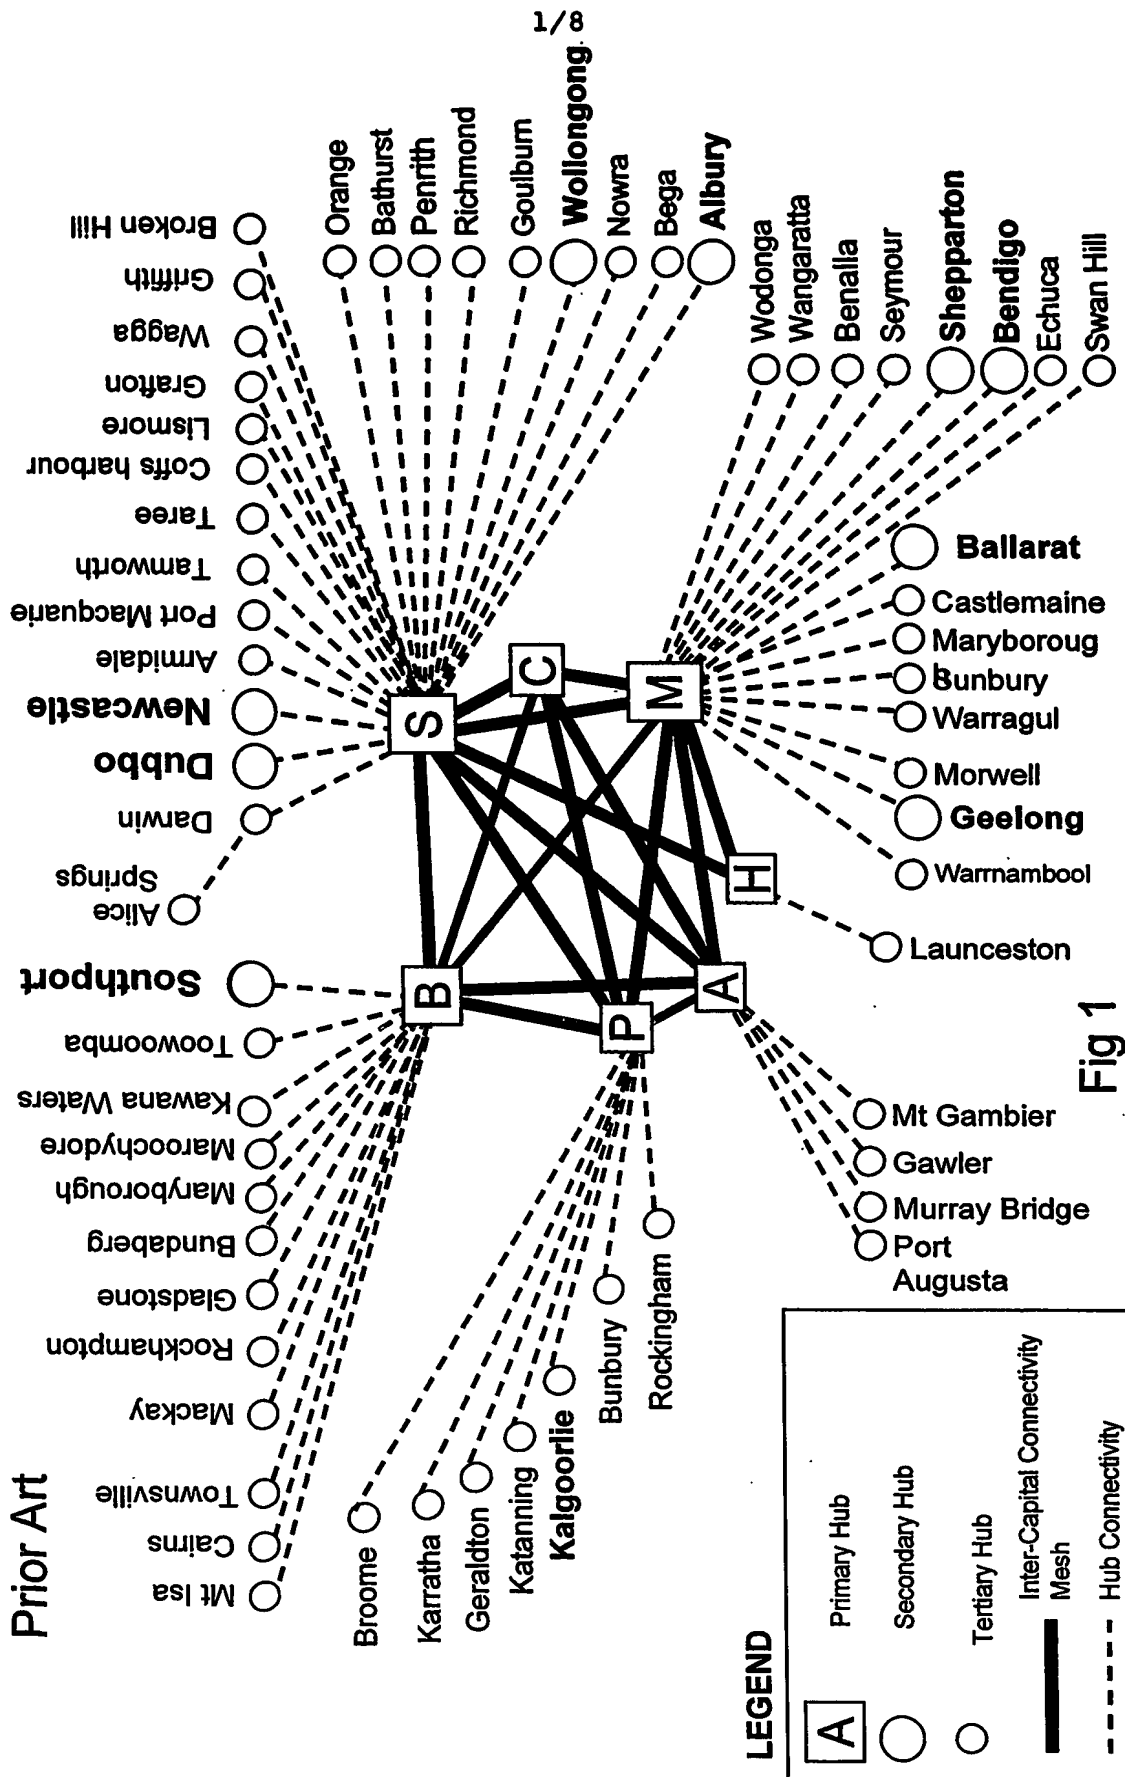 1/8
Prior Art
Mt Isa
Cairns
Townsville
Mackay
Rockhampton
Gladstone
Bundaberg
Maryborough
Maroochydore
Kawana Waters
Toowoomba
Southport
Alice
Springs
Darwin
Dubbo
Newcastle
Armidale
Port Macquarie
Tamworth
Taree
Coffs harbour
Lismore
Grafton
Wagga
Griffith
Broken Hill
Orange
Bathurst
Penrith
Richmond
Goulburn
Wollongong
Nowra
Bega
Albury
Wodonga
Wangaratta
Benalla
Seymour
Shepparton
Bendigo
Echuca
Swan Hill
Ballarat
Castlemaine
Maryboroug
h
Sunbury
Warragul
Morwell
Geelong
Warrnambool
Launceston
Mt Gambier
Gawler
Murray Bridge
Port
Augusta
Broome
Karratha
Geraldton
Katanning
Kalgoorlie
Bunbury
Rockingham
B
S
C
M
P
A
H
LEGEND
A
Primary Hub
Secondary Hub
Tertiary Hub
Inter-Capital Connectivity
Mesh
Hub Connectivity
Fig 1